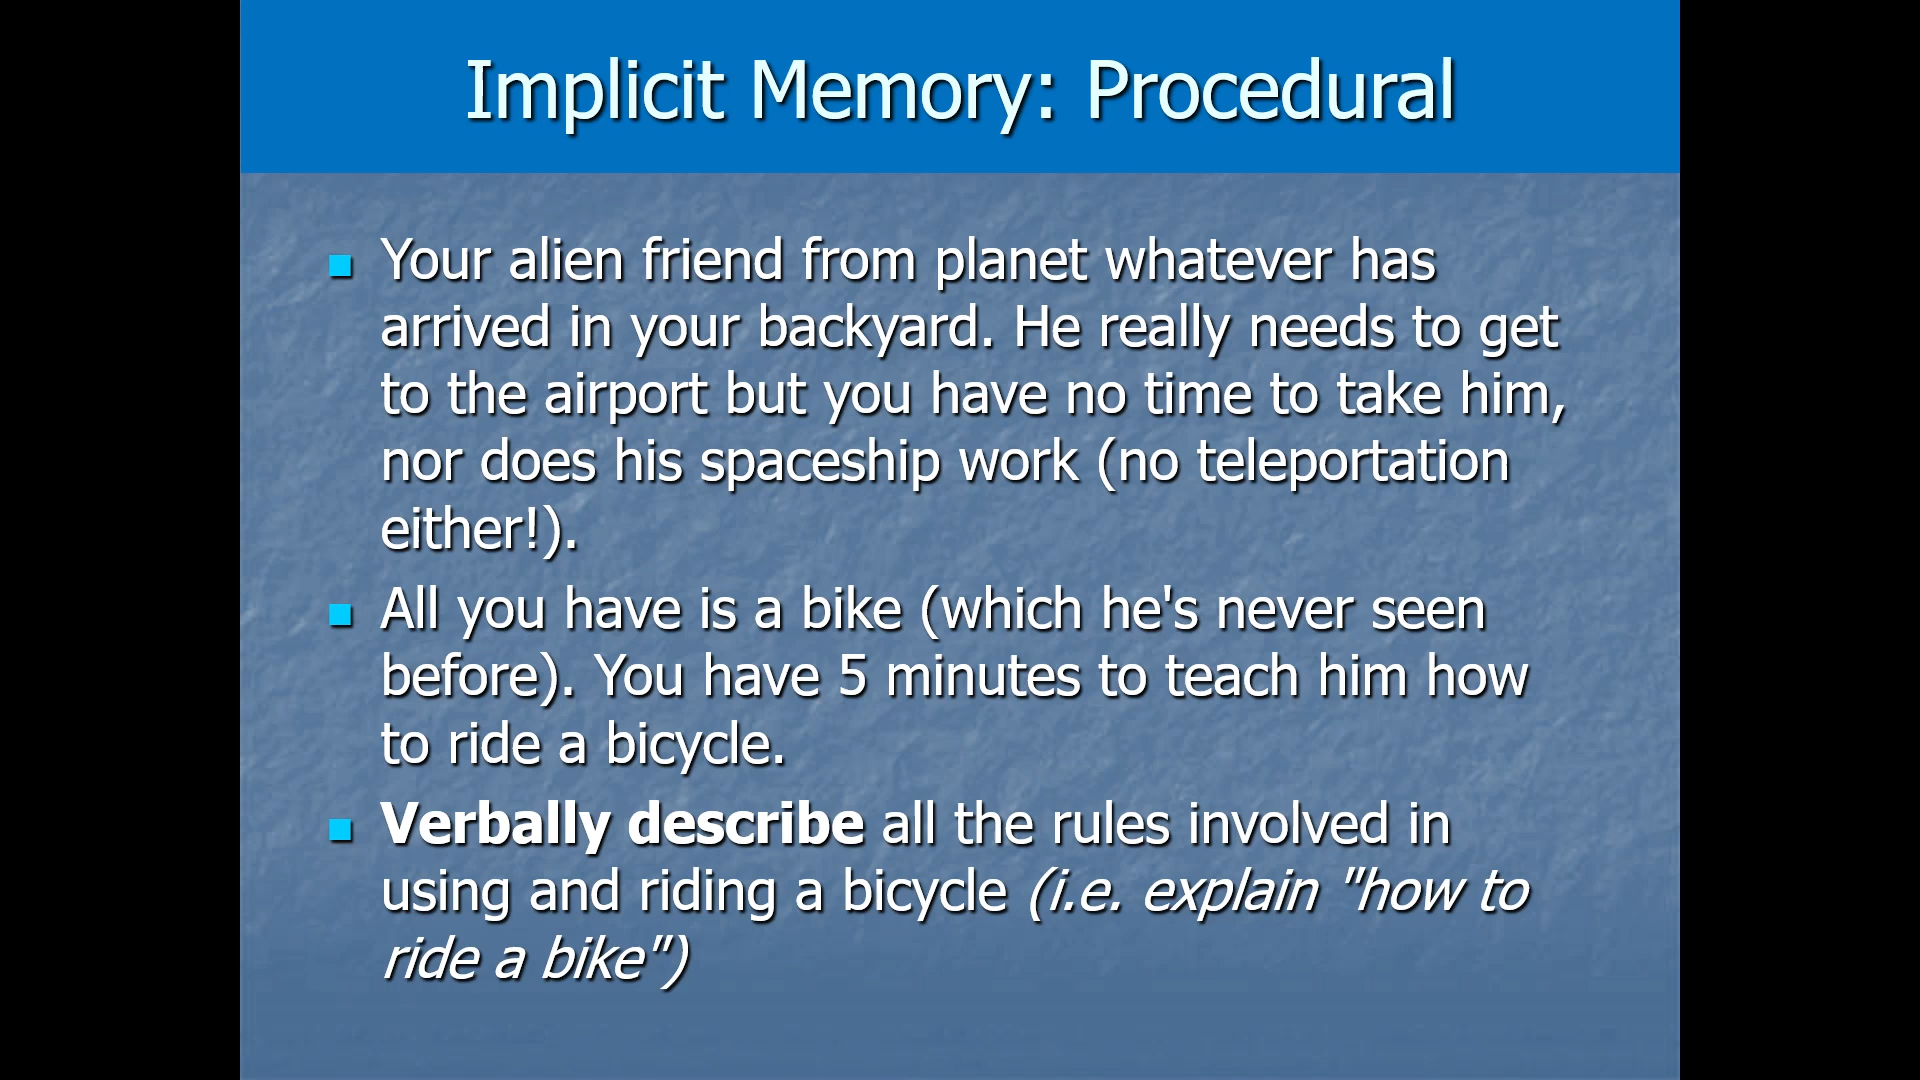 Implicit Memory: Procedural
Your alien friend from planet whatever has
arrived in your backyard. He really needs to get
to the airport but you have no time to take him,
nor does his spaceship work (no teleportation
either!).
All you have is a bike (which he's never seen
before). You have 5 minutes to teach him how
to ride a bicycle.
Verbally describe all the rules involved in
using and riding a bicycle (i.e. explain "how to
ride a bike")